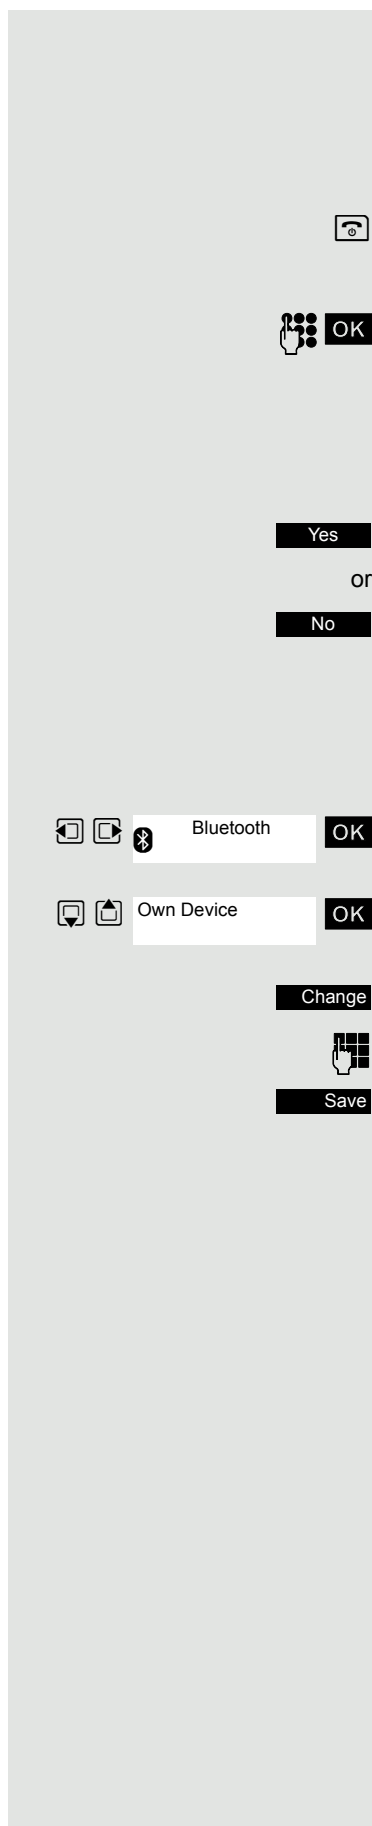 OK
Yes
or
No
Bluetooth OK
Own Device OK
Change
Save